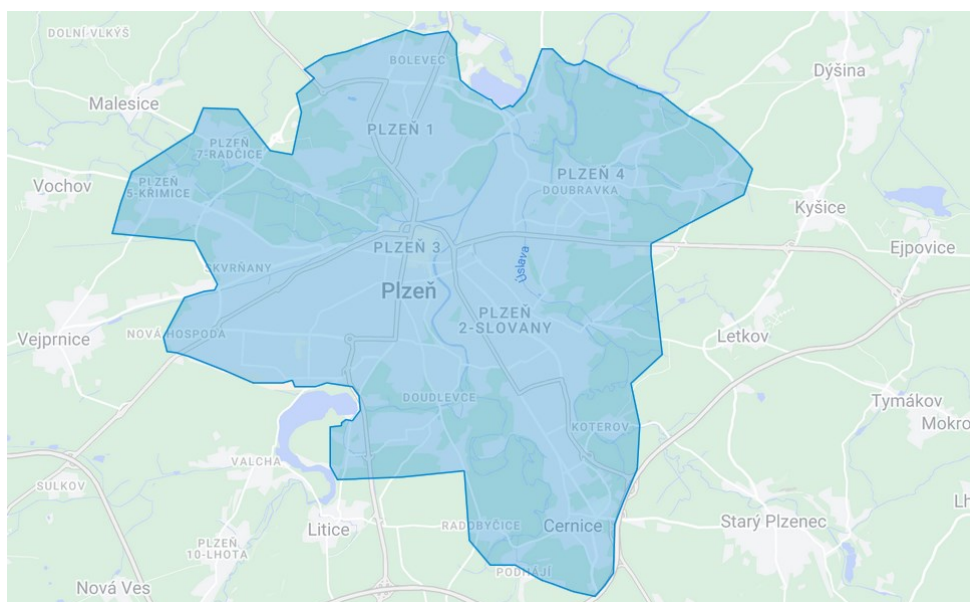 DOLNÍ VLKÝŠ
BOLEVEC
Dýšina
Malesice
PLZEŇ 1
PLZEŇ
7-RADČICE
PLZEŇ 4
DOUBRAVKA
Vochov
PLZEŇ
5-KŘIMICE
Kyšice
PLZEŇ 3
Ejpovice
SKVRŇANY
Úslava
Plzeň
PLZEŇ
2-SLOVANY
NOVÁ HOSPODA
Vejprnice
Letkov
DOUDLEVCE
Tymákov
Mokro
KOTEROV
VALCHA
SULKOV
Lh
Litice
RADOBYČICE
Černice
Starý Plzenec
PLZEŇ
10-LHOTA
PODHÁJÍ
Nová Ves